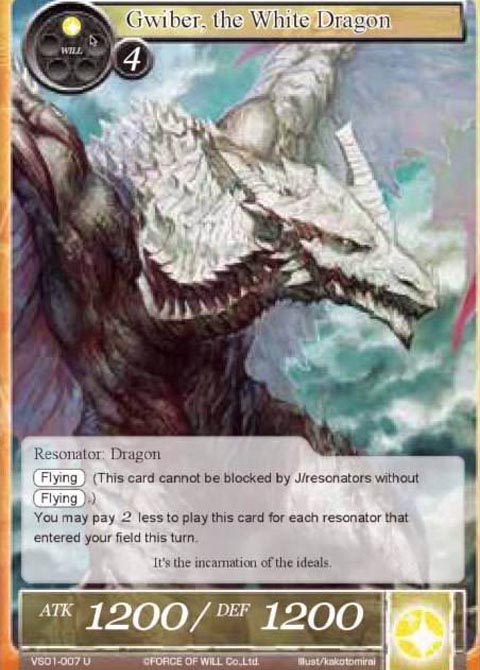 Gwiber, the White Dragon
WILL
4
Resonator: Dragon
Flying (This card cannot be blocked by J/resonators without
Flying.)
You may pay 2 less to play this card for each resonator that
entered your field this turn.
It's the incarnation of the ideals.
ATK 1200/ DEF 1200
VS01-007 U ©FORCE OF WILL Co.,Ltd. Illust/kakotomirai